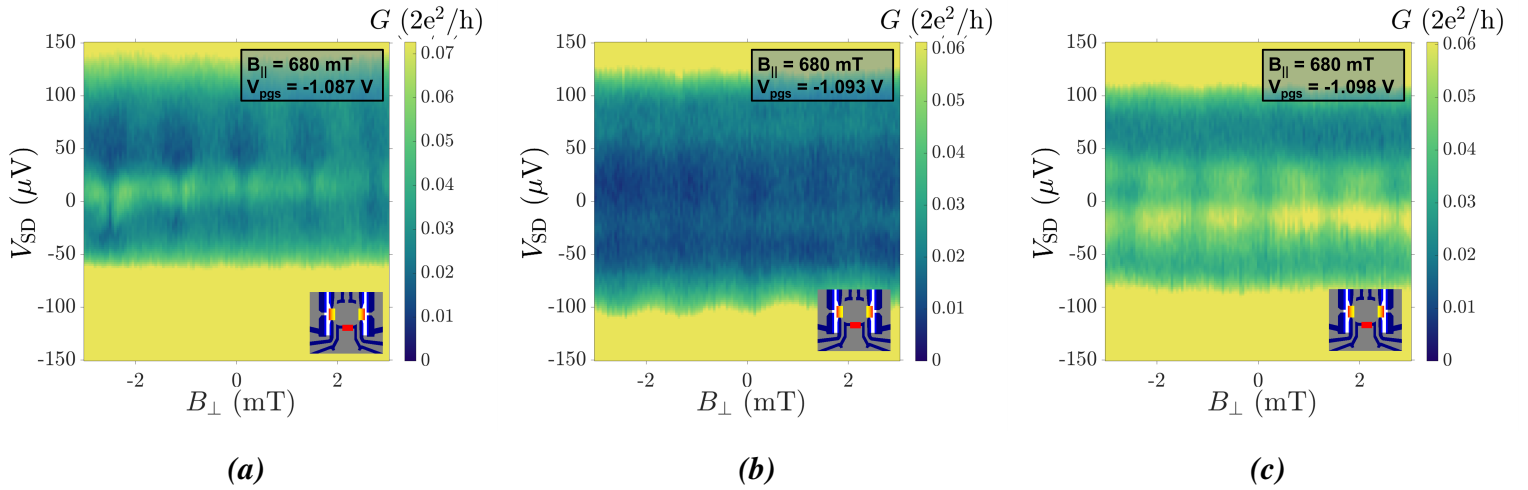 G (2e²/h)
150
100
50
0
-50
-100
-150
V_SD (μV)
B_|| = 680 mT
V_pgs = -1.087 V
0.07
0.06
0.05
0.04
0.03
0.02
0.01
0
-2
0
2
B_⊥ (mT)
(a)
G (2e²/h)
150
100
50
0
-50
-100
-150
V_SD (μV)
B_|| = 680 mT
V_pgs = -1.093 V
0.06
0.05
0.04
0.03
0.02
0.01
0
-2
0
2
B_⊥ (mT)
(b)
G (2e²/h)
150
100
50
0
-50
-100
-150
V_SD (μV)
B_|| = 680 mT
V_pgs = -1.098 V
0.06
0.05
0.04
0.03
0.02
0.01
0
-2
0
2
B_⊥ (mT)
(c)